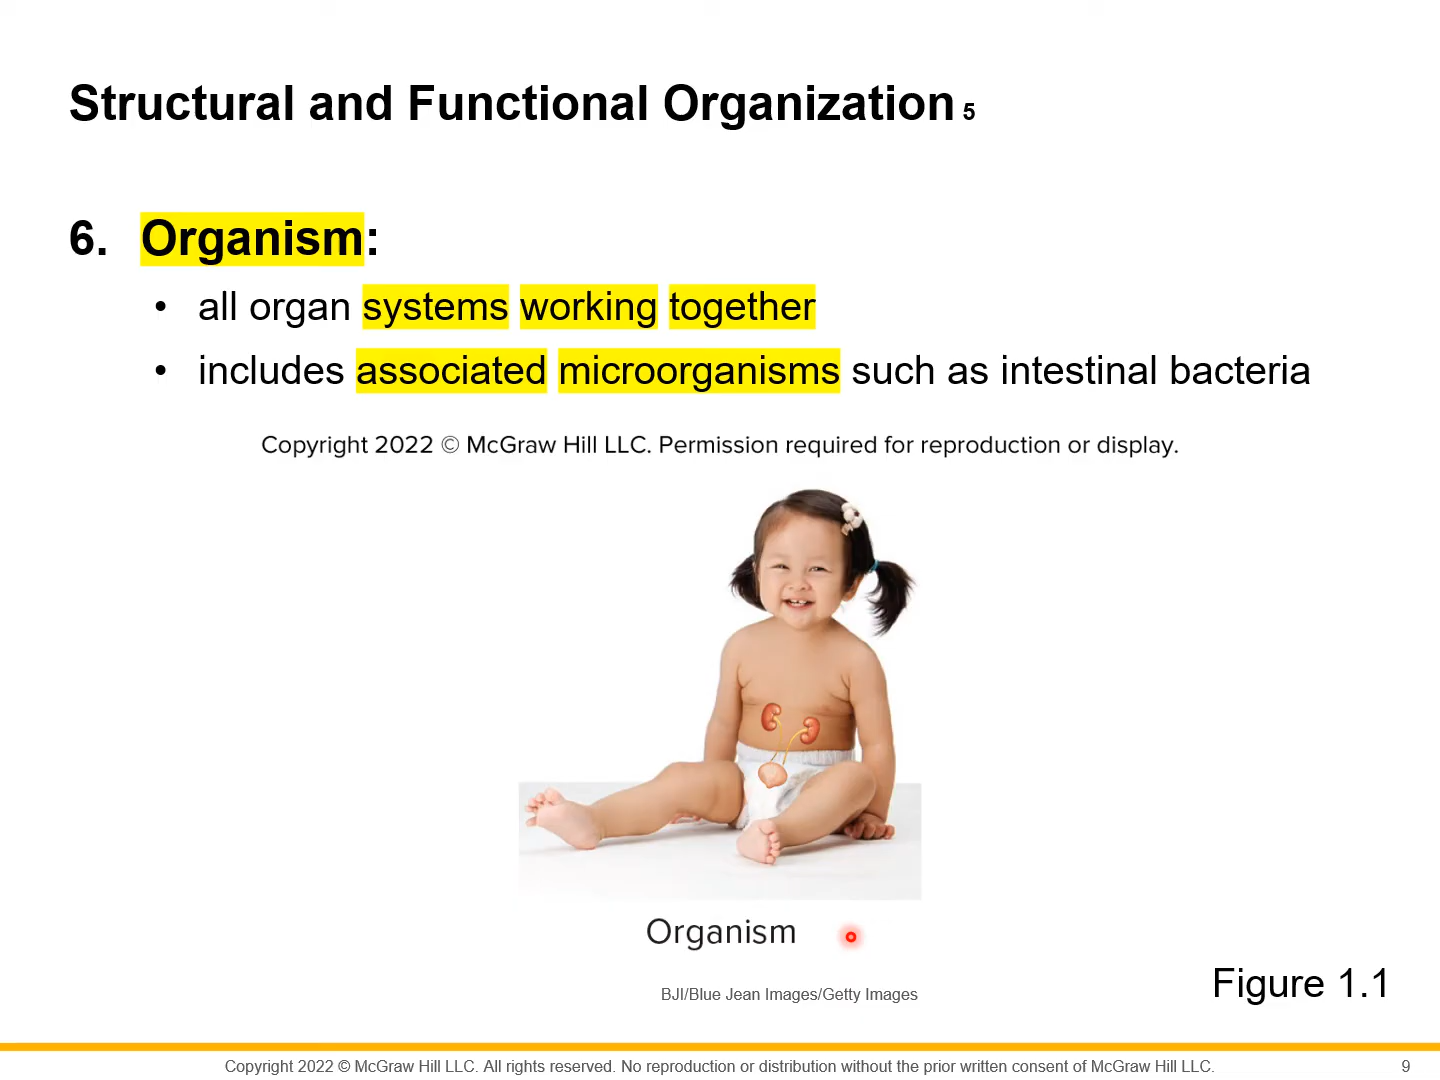 Structural and Functional Organization 5
6. Organism:
• all organ systems working together
• includes associated microorganisms such as intestinal bacteria
Copyright 2022 © McGraw Hill LLC. Permission required for reproduction or display.
Organism
BJI/Blue Jean Images/Getty Images
Figure 1.1
Copyright 2022 © McGraw Hill LLC. All rights reserved. No reproduction or distribution without the prior written consent of McGraw Hill LLC.
9